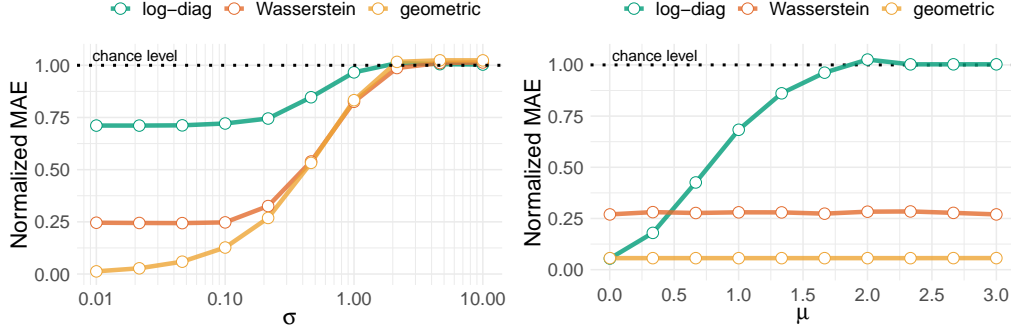 log−diag Wasserstein geometric
chance level
1.00
0.75
0.50
0.25
0.00
Normalized MAE
0.01 0.10 1.00 10.00
σ
log−diag Wasserstein geometric
chance level
1.00
0.75
0.50
0.25
0.00
Normalized MAE
0.0 0.5 1.0 1.5 2.0 2.5 3.0
μ